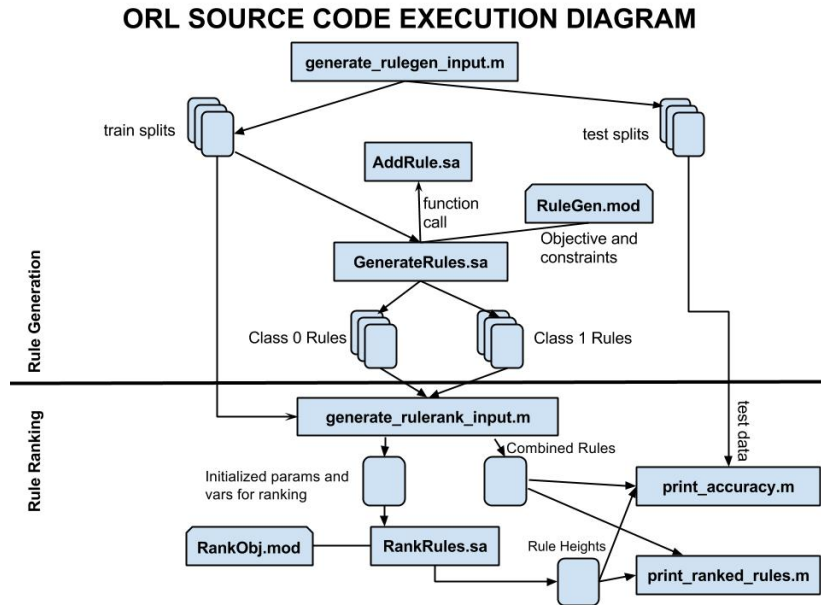 ORL SOURCE CODE EXECUTION DIAGRAM
generate_rulegen_input.m
train splits
test splits
AddRule.sa
function
call
RuleGen.mod
Objective and
constraints
GenerateRules.sa
Rule Generation
Class 0 Rules
Class 1 Rules
generate_rulerank_input.m
test data
Rule Ranking
Combined Rules
Initialized params and
vars for ranking
print_accuracy.m
RankObj.mod
RankRules.sa
Rule Heights
print_ranked_rules.m